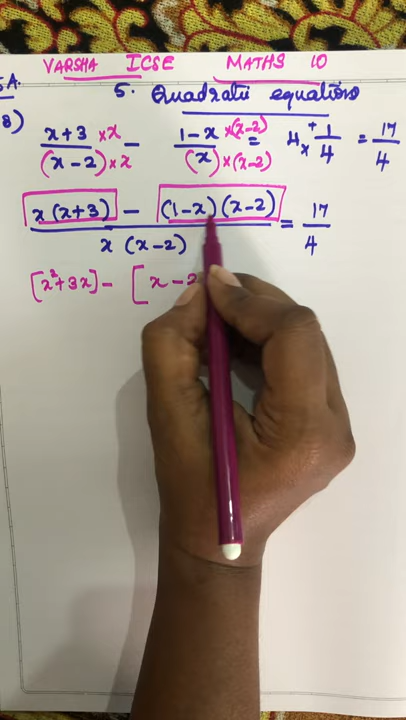 VARSHA ICSE MATHS 10
5A
5. Quadratic equations
8)
x+3 ×x / (x-2) ×x - 1-x ×(x-2) / (x) ×(x-2) = 4 + 1 / × 4 = 17 / 4
x(x+3) - (1-x)(x-2) / x(x-2) = 17 / 4
[x²+3x] - [x-2